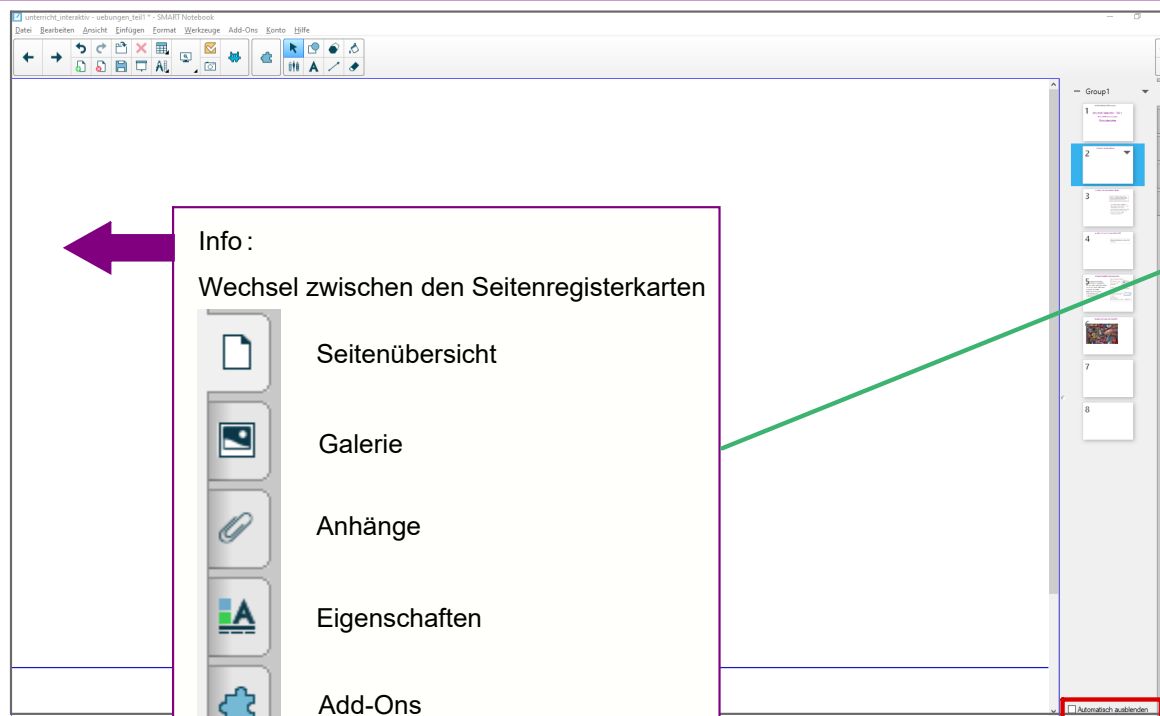 unterricht_interaktiv - uebungen_teil1 * - SMART Notebook
Datei Bearbeiten Ansicht Einfügen Format Werkzeuge Add-Ons Konto Hilfe
Group1
1
2
3
4
5
6
7
8
Info:
Wechsel zwischen den Seitenregisterkarten
Seitenübersicht
Galerie
Anhänge
Eigenschaften
Add-Ons
Automatisch ausblenden